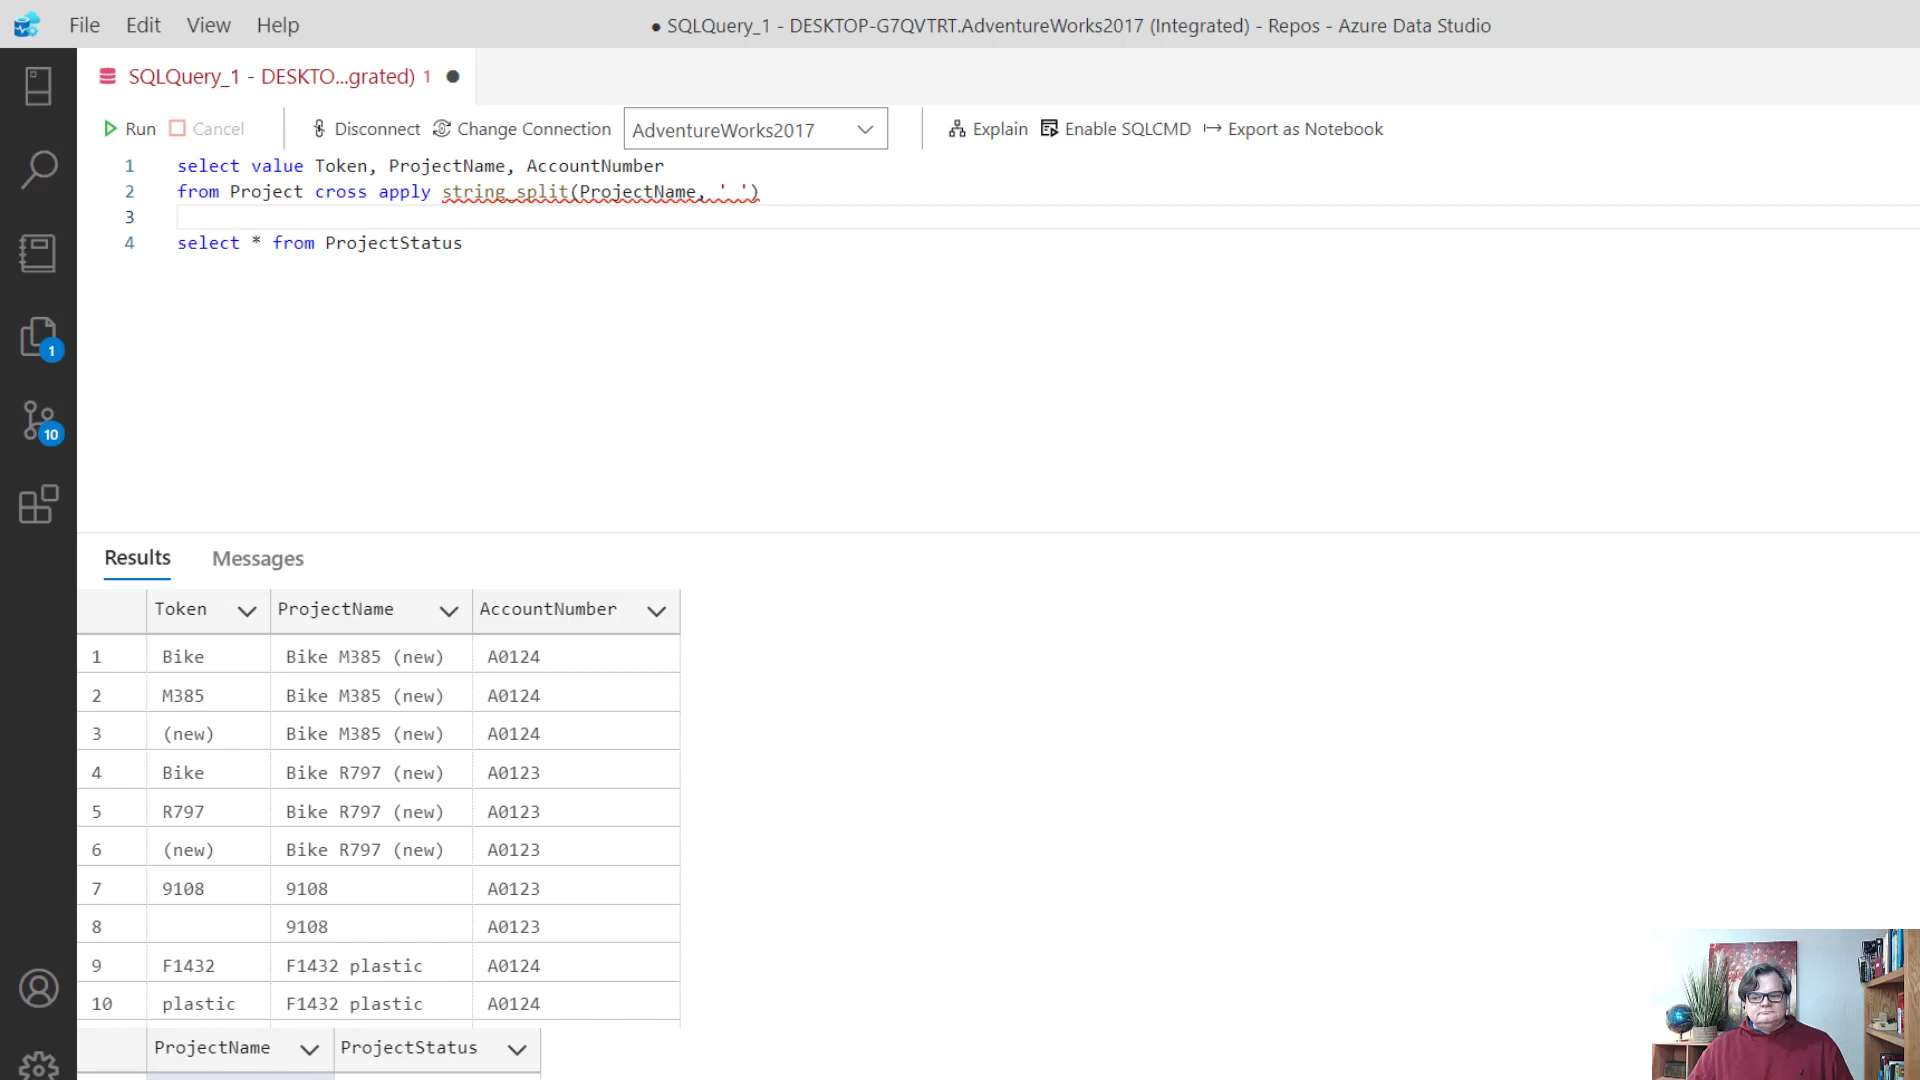 File Edit View Help
● SQLQuery_1 - DESKTOP-G7QVTRT.AdventureWorks2017 (Integrated) - Repos - Azure Data Studio
SQLQuery_1 - DESKTO...grated) 1 ●
Run Cancel Disconnect Change Connection AdventureWorks2017 Explain Enable SQLCMD Export as Notebook
1 select value Token, ProjectName, AccountNumber
2 from Project cross apply string_split(ProjectName, ' ')
3
4 select * from ProjectStatus
1
10
Results Messages
Token ProjectName AccountNumber
1 Bike Bike M385 (new) A0124
2 M385 Bike M385 (new) A0124
3 (new) Bike M385 (new) A0124
4 Bike Bike R797 (new) A0123
5 R797 Bike R797 (new) A0123
6 (new) Bike R797 (new) A0123
7 9108 9108 A0123
8 9108 A0123
9 F1432 F1432 plastic A0124
10 plastic F1432 plastic A0124
ProjectName ProjectStatus